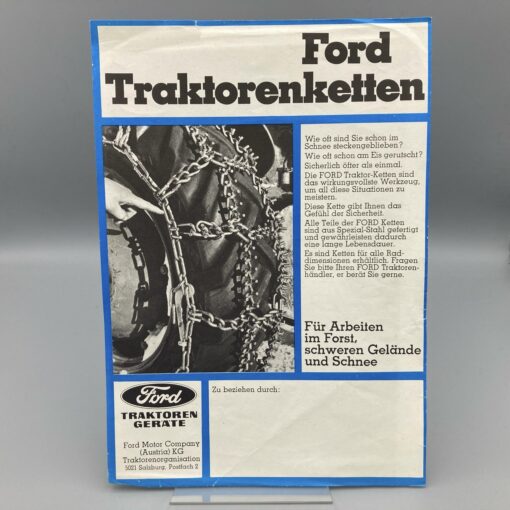 Ford
Traktorenketten
Wie oft sind Sie schon im
Schnee steckengeblieben?
Wie oft schon am Eis gerutscht?
Sicherlich öfter als einmal.
Die FORD Traktor-Ketten sind
das wirkungsvollste Werkzeug,
um all diese Situationen zu
meistern.
Diese Kette gibt Ihnen das
Gefühl der Sicherheit.
Alle Teile der FORD Ketten
sind aus Spezial-Stahl gefertigt
und gewährleisten dadurch
eine lange Lebensdauer.
Es sind Ketten für alle Rad-
dimensionen erhältlich. Fragen
Sie bitte Ihren FORD Traktoren-
händler, er berät Sie gerne.
Für Arbeiten
im Forst,
schweren Gelände
und Schnee
Ford
TRAKTOREN
GERÄTE
Ford Motor Company
(Austria) KG
Traktorenorganisation
5021 Salzburg, Postfach 2
Zu beziehen durch: